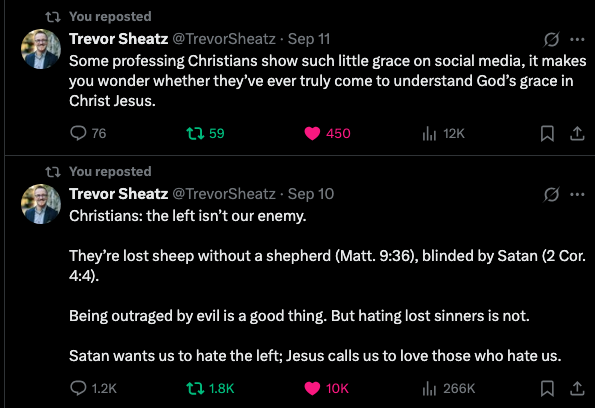 You reposted
Trevor Sheatz @TrevorSheatz · Sep 11
Some professing Christians show such little grace on social media, it makes
you wonder whether they’ve ever truly come to understand God’s grace in
Christ Jesus.
76 59 450 12K
You reposted
Trevor Sheatz @TrevorSheatz · Sep 10
Christians: the left isn’t our enemy.
They’re lost sheep without a shepherd (Matt. 9:36), blinded by Satan (2 Cor.
4:4).
Being outraged by evil is a good thing. But hating lost sinners is not.
Satan wants us to hate the left; Jesus calls us to love those who hate us.
1.2K 1.8K 10K 266K